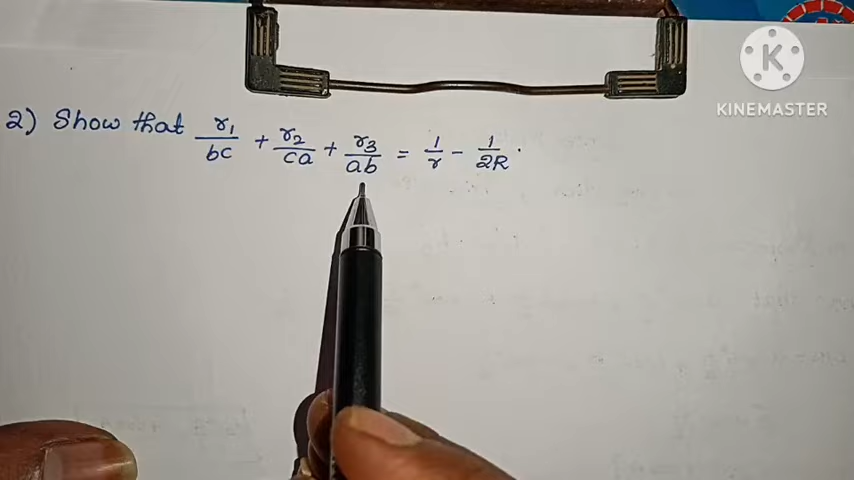 2) Show that r₁/bc + r₂/ca + r₃/ab = 1/r - 1/2R .
KINEMASTER